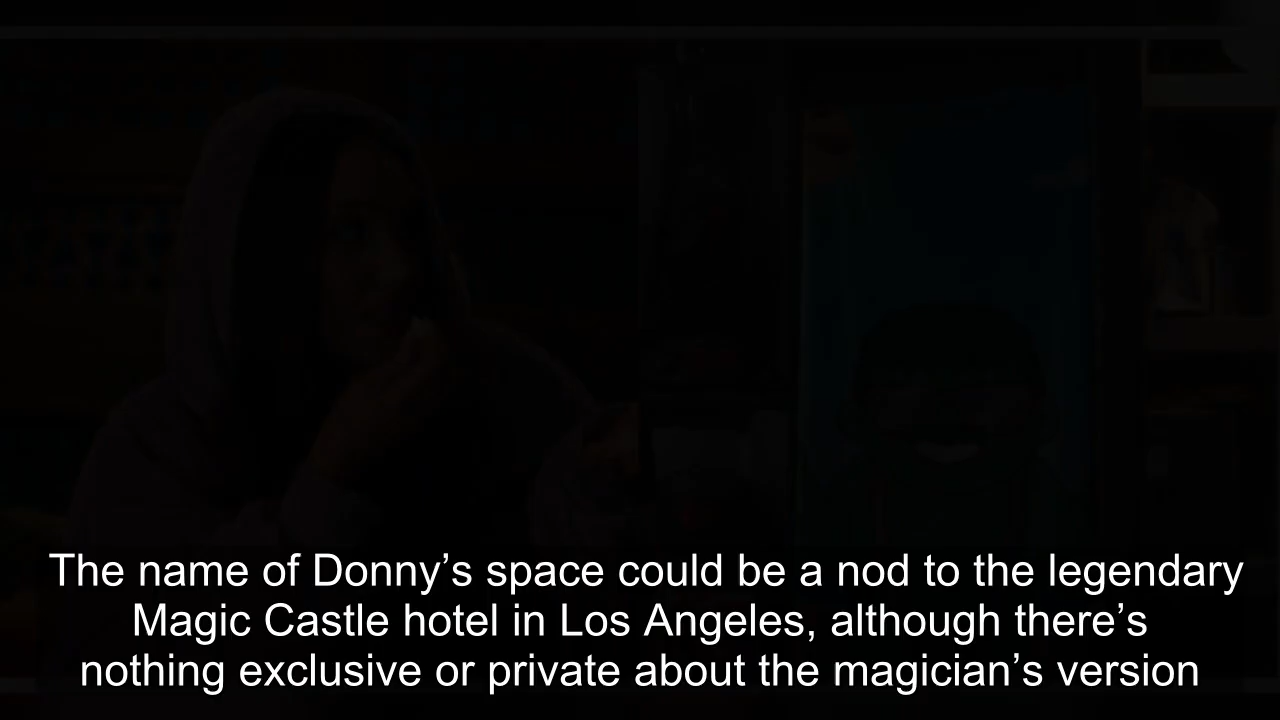 The name of Donny’s space could be a nod to the legendary
Magic Castle hotel in Los Angeles, although there’s
nothing exclusive or private about the magician’s version